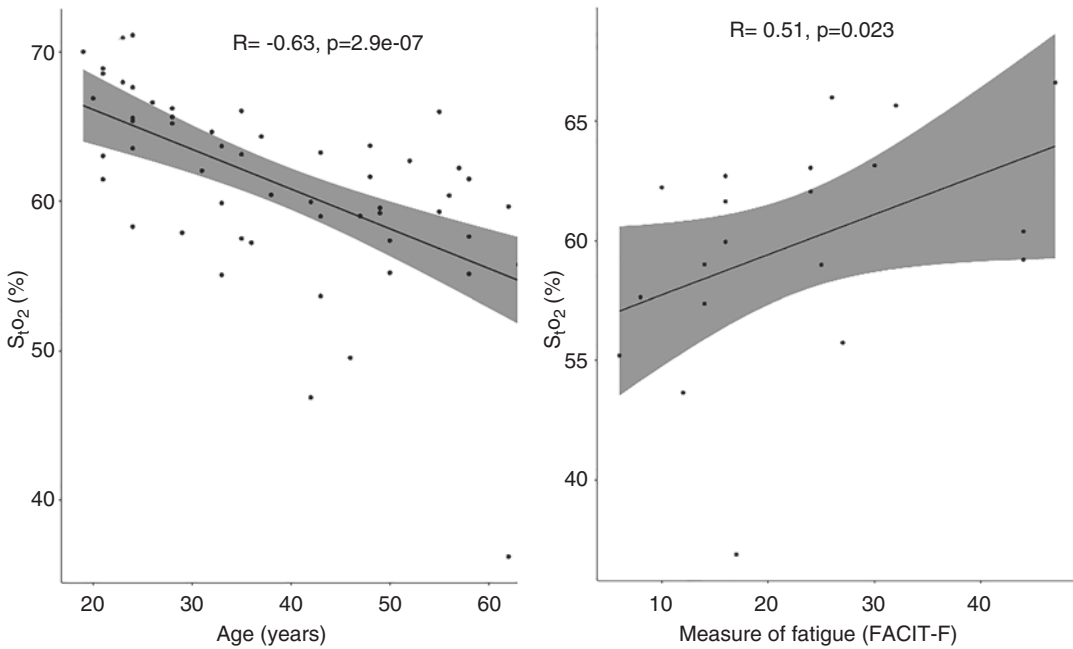 R= -0.63, p=2.9e-07
70
60
50
40
StO2 (%)
20 30 40 50 60
Age (years)
R= 0.51, p=0.023
65
60
55
40
StO2 (%)
10 20 30 40
Measure of fatigue (FACIT-F)